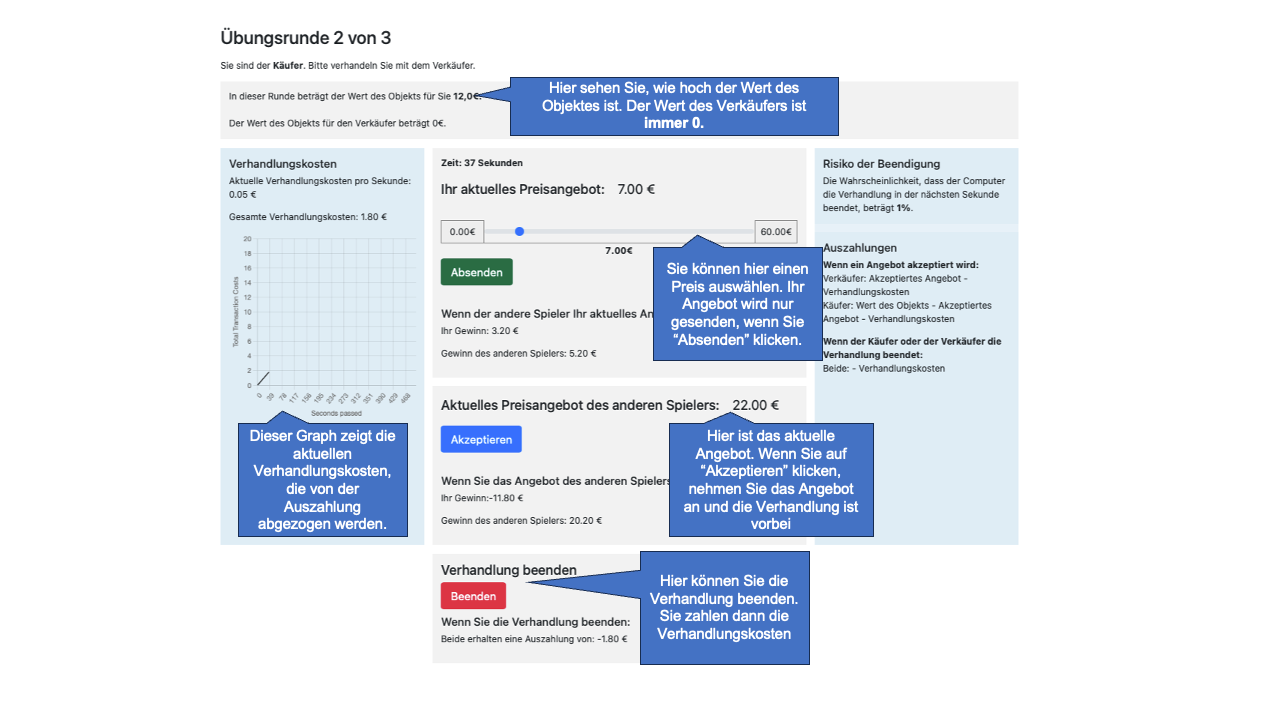 Übungsrunde 2 von 3
Sie sind der Käufer. Bitte verhandeln Sie mit dem Verkäufer.
In dieser Runde beträgt der Wert des Objekts für Sie 12,0€.
Der Wert des Objekts für den Verkäufer beträgt 0€.
Hier sehen Sie, wie hoch der Wert des
Objektes ist. Der Wert des Verkäufers ist
immer 0.
Verhandlungskosten
Aktuelle Verhandlungskosten pro Sekunde:
0.05 €
Gesamte Verhandlungskosten: 1.80 €
20
18
16
14
12
10
8
6
4
2
0
Total Transaction Costs
0 39 78 117 156 195 234 273 312 351 390 429 468
Seconds passed
Dieser Graph zeigt die
aktuellen
Verhandlungskosten,
die von der
Auszahlung
abgezogen werden.
Zeit: 37 Sekunden
Ihr aktuelles Preisangebot: 7.00 €
0.00€ 60.00€
7.00€
Absenden
Wenn der andere Spieler Ihr aktuelles An
Ihr Gewinn: 3.20 €
Gewinn des anderen Spielers: 5.20 €
Sie können hier einen
Preis auswählen. Ihr
Angebot wird nur
gesenden, wenn Sie
“Absenden” klicken.
Aktuelles Preisangebot des anderen Spielers: 22.00 €
Akzeptieren
Wenn Sie das Angebot des anderen Spielers
Ihr Gewinn:-11.80 €
Gewinn des anderen Spielers: 20.20 €
Hier ist das aktuelle
Angebot. Wenn Sie auf
“Akzeptieren” klicken,
nehmen Sie das Angebot
an und die Verhandlung ist
vorbei
Verhandlung beenden
Beenden
Wenn Sie die Verhandlung beenden:
Beide erhalten eine Auszahlung von: -1.80 €
Hier können Sie die
Verhandlung beenden.
Sie zahlen dann die
Verhandlungskosten
Risiko der Beendigung
Die Wahrscheinlichkeit, dass der Computer
die Verhandlung in der nächsten Sekunde
beendet, beträgt 1%.
Auszahlungen
Wenn ein Angebot akzeptiert wird:
Verkäufer: Akzeptiertes Angebot -
Verhandlungskosten
Käufer: Wert des Objekts - Akzeptiertes
Angebot - Verhandlungskosten
Wenn der Käufer oder der Verkäufer die
Verhandlung beendet:
Beide: - Verhandlungskosten